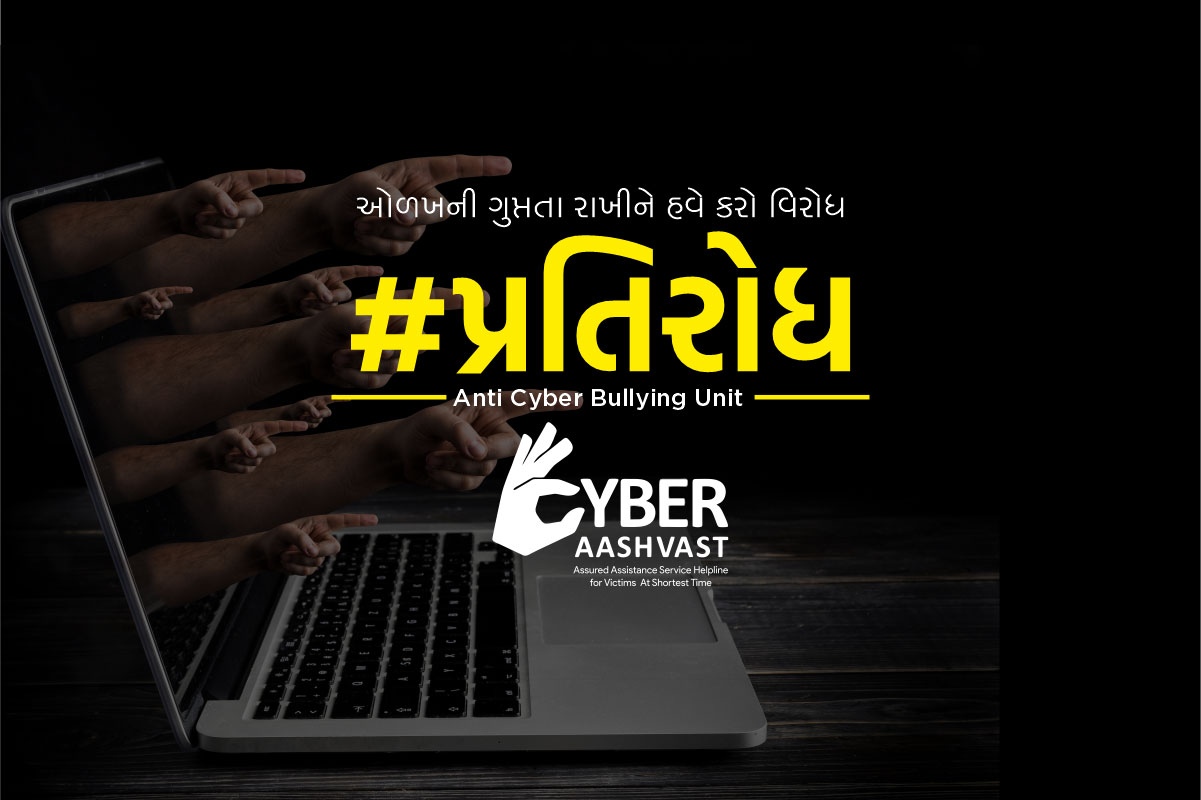 ઓળખની ગુપ્તતા રાખીને હવે કરો વિરોધ
#પ્રતિરોધ
Anti Cyber Bullying Unit
CYBER
AASHVAST
Assured Assistance Service Helpline
for Victims At Shortest Time